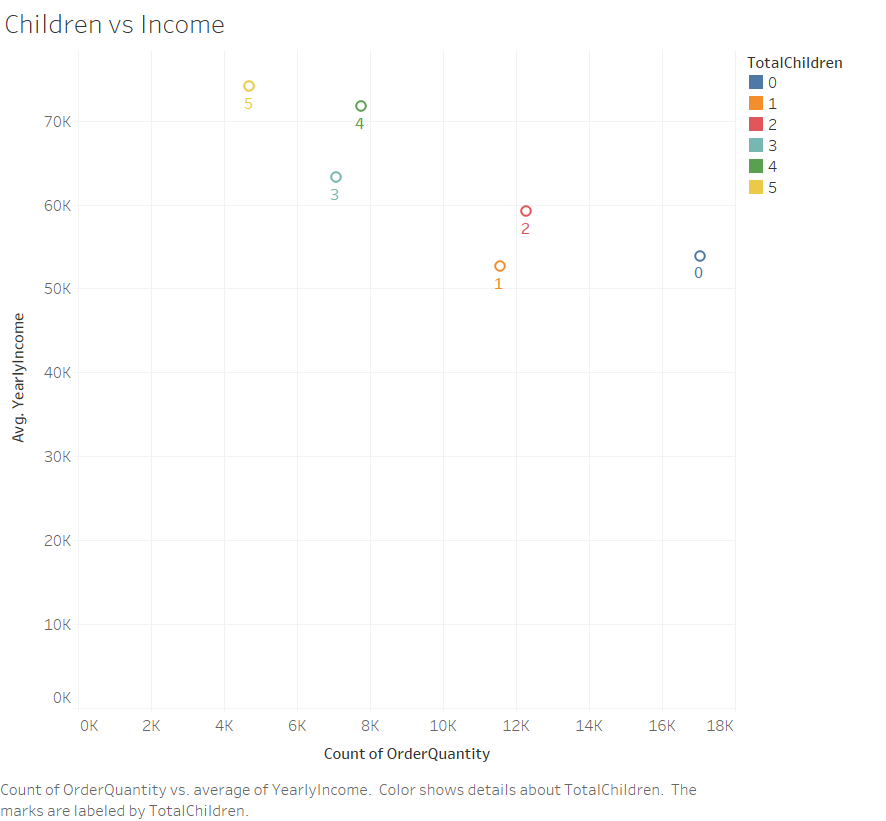 Children vs Income
TotalChildren
0
1
2
3
4
5
Avg. YearlyIncome
70K
60K
50K
40K
30K
20K
10K
0K
5
4
3
2
1
0
0K 2K 4K 6K 8K 10K 12K 14K 16K 18K
Count of OrderQuantity
Count of OrderQuantity vs. average of YearlyIncome. Color shows details about TotalChildren. The
marks are labeled by TotalChildren.